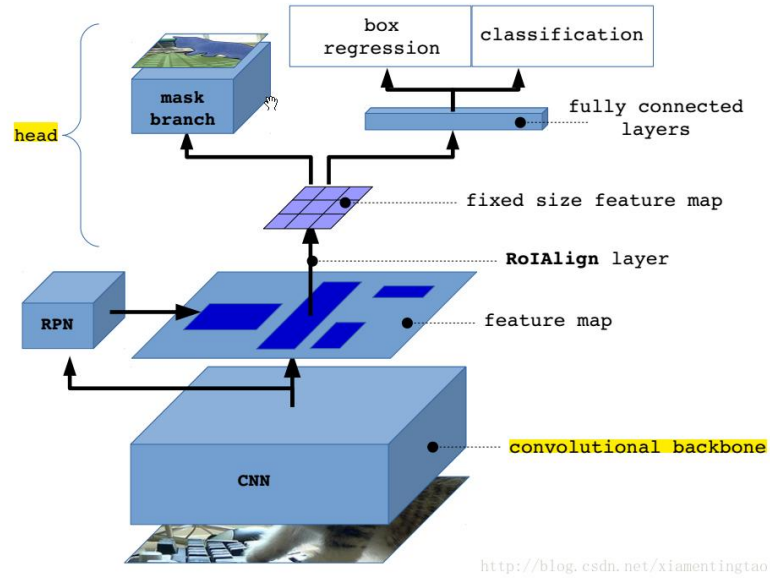 box
regression
classification
mask
branch
fully connected
layers
head
fixed size feature map
RoIAlign layer
RPN
feature map
convolutional backbone
CNN
http://blog.csdn.net/xiamentingtao